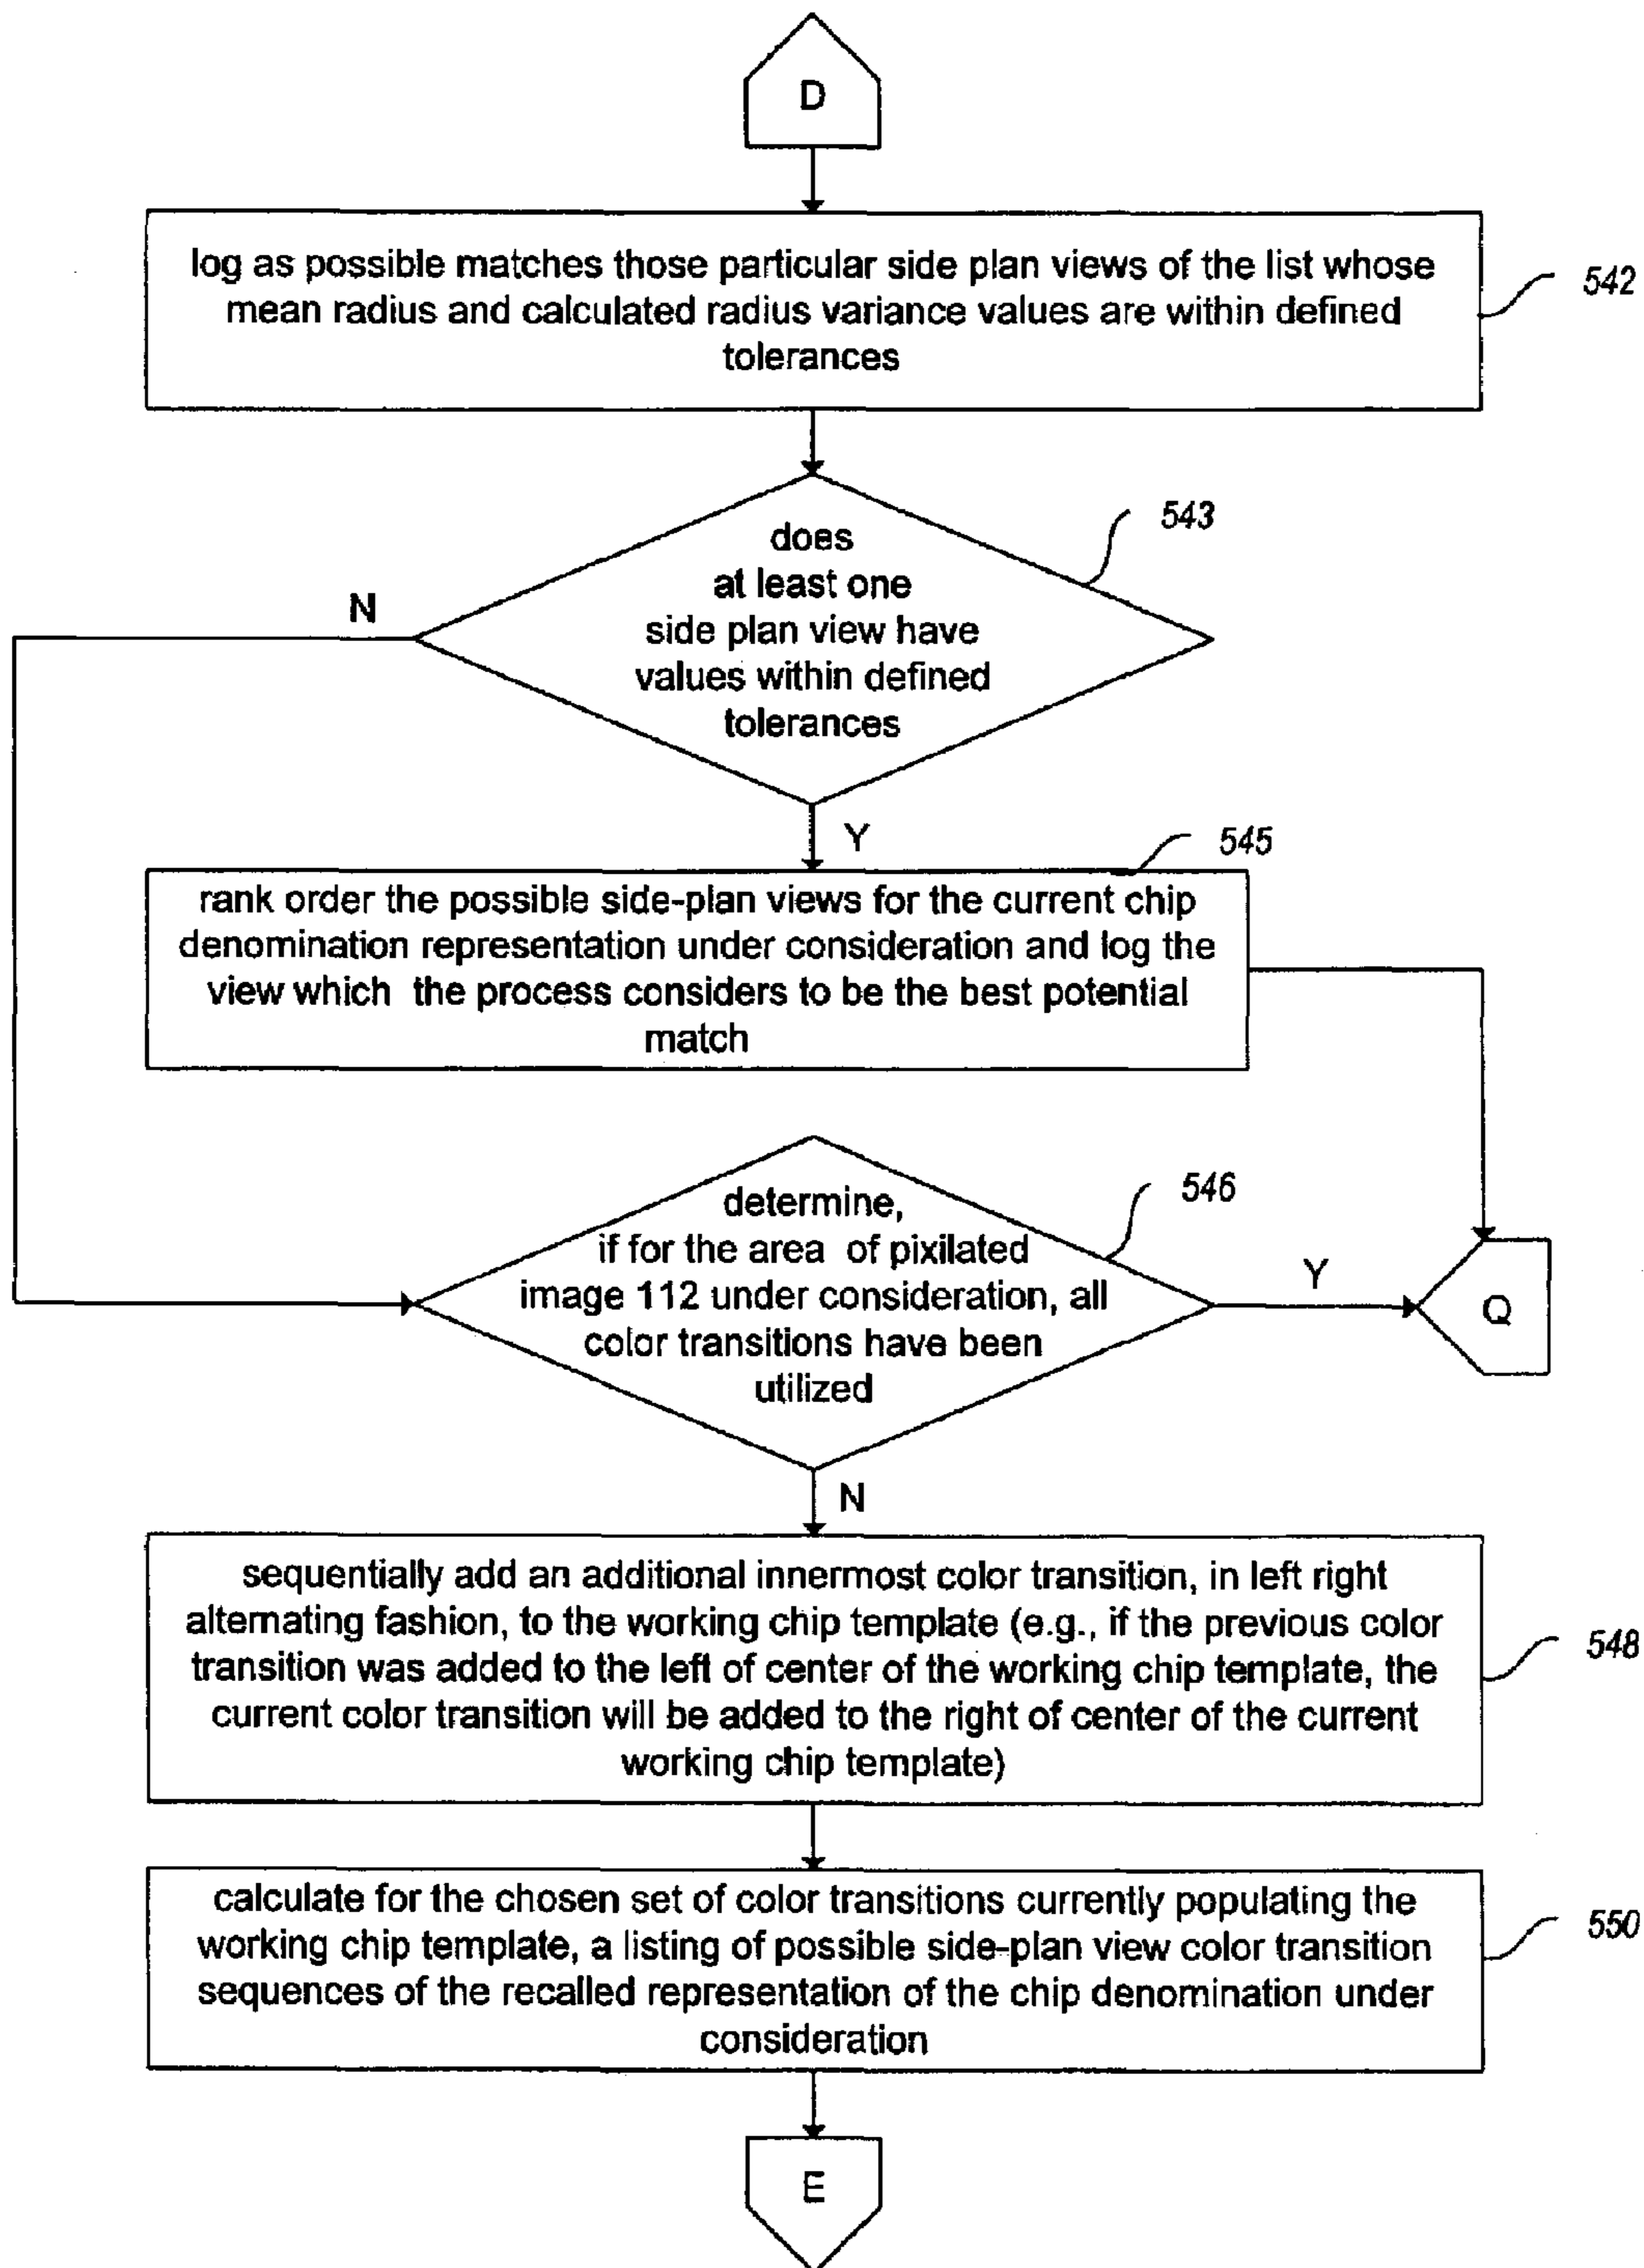 D
log as possible matches those particular side plan views of the list whose
mean radius and calculated radius variance values are within defined
tolerances
542
does
at least one
side plan view have
values within defined
tolerances
543
N
Y
545
rank order the possible side-plan views for the current chip
denomination representation under consideration and log the
view which the process considers to be the best potential
match
determine,
if for the area of pixilated
image 112 under consideration, all
color transitions have been
utilized
546
Y
Q
N
sequentially add an additional innermost color transition, in left right
alternating fashion, to the working chip template (e.g., if the previous color
transition was added to the left of center of the working chip template, the
current color transition will be added to the right of center of the current
working chip template)
548
calculate for the chosen set of color transitions currently populating the
working chip template, a listing of possible side-plan view color transition
sequences of the recalled representation of the chip denomination under
consideration
550
E